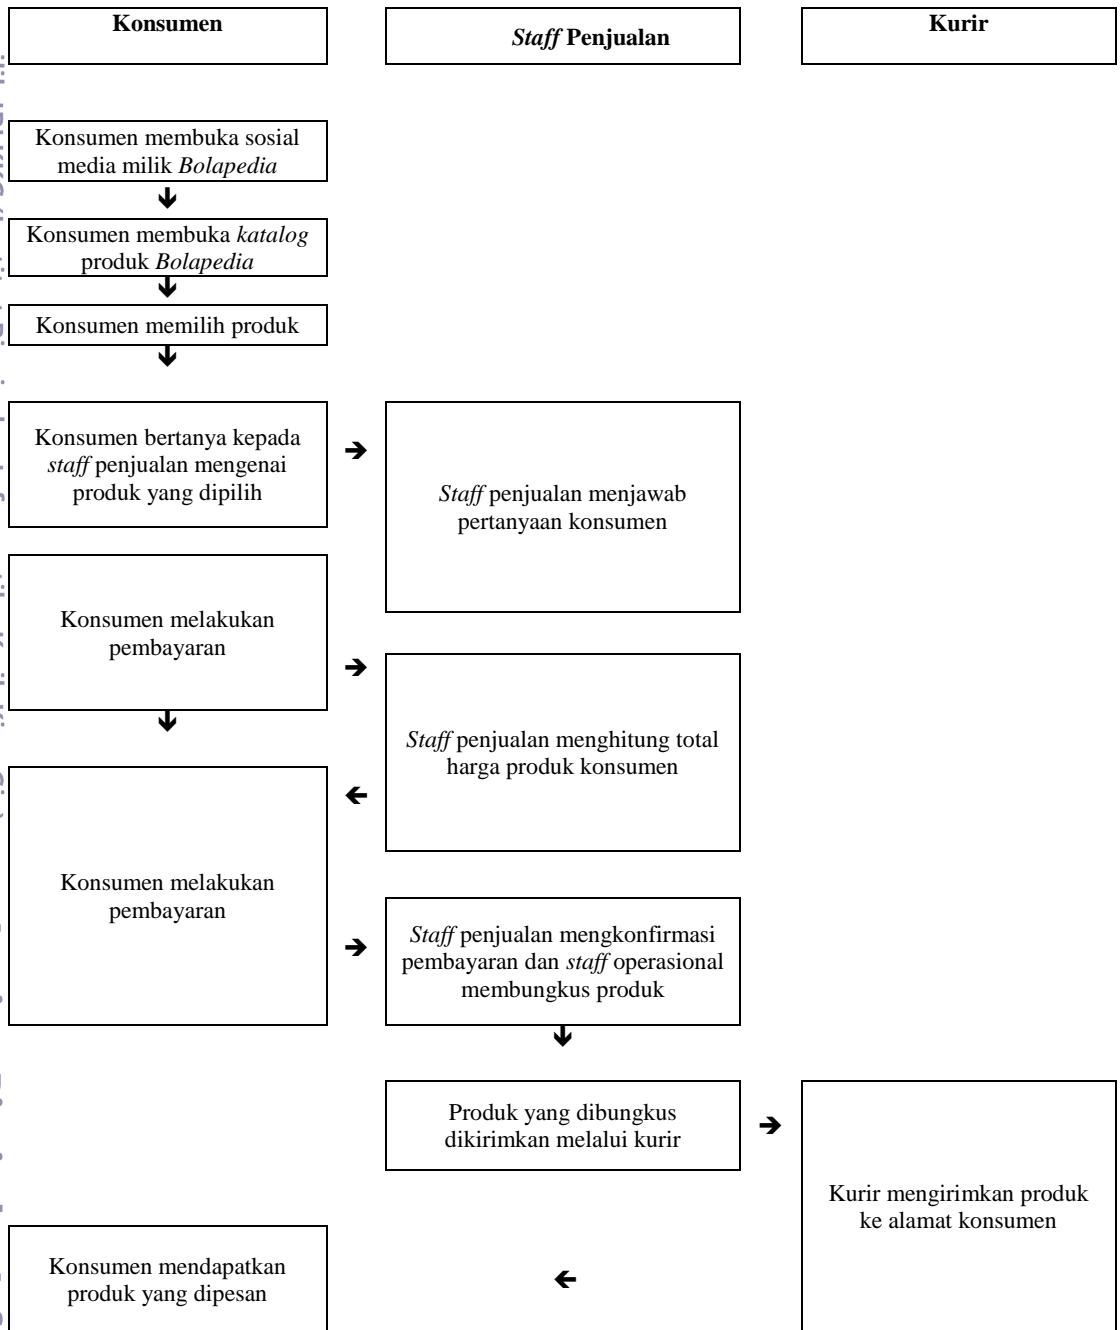 Konsumen
Staff Penjualan
Kurir
Konsumen membuka sosial
media milik Bolapedia
Konsumen membuka katalog
produk Bolapedia
Konsumen memilih produk
Konsumen bertanya kepada
staff penjualan mengenai
produk yang dipilih
Staff penjualan menjawab
pertanyaan konsumen
Konsumen melakukan
pembayaran
Staff penjualan menghitung total
harga produk konsumen
Konsumen melakukan
pembayaran
Staff penjualan mengkonfirmasi
pembayaran dan staff operasional
membungkus produk
Produk yang dibungkus
dikirimkan melalui kurir
Kurir mengirimkan produk
ke alamat konsumen
Konsumen mendapatkan
produk yang dipesan